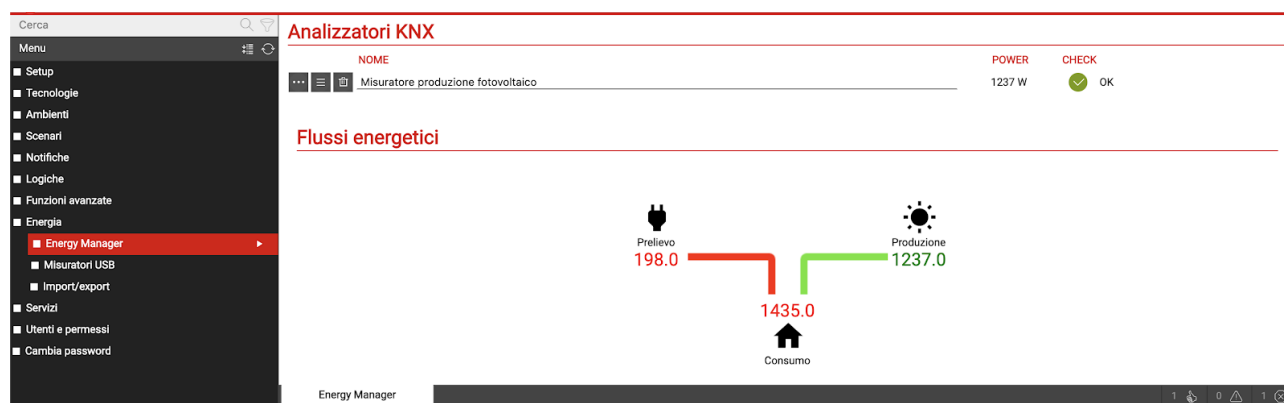 Cerca
Menu
Setup
Tecnologie
Ambienti
Scenari
Notifiche
Logiche
Funzioni avanzate
Energia
Energy Manager
Misuratori USB
Import/export
Servizi
Utenti e permessi
Cambia password
Analizzatori KNX
NOME POWER CHECK
Misuratore produzione fotovoltaico 1237 W OK
Flussi energetici
Prelievo Produzione
198.0 1237.0
1435.0
Consumo
Energy Manager 1 0 1